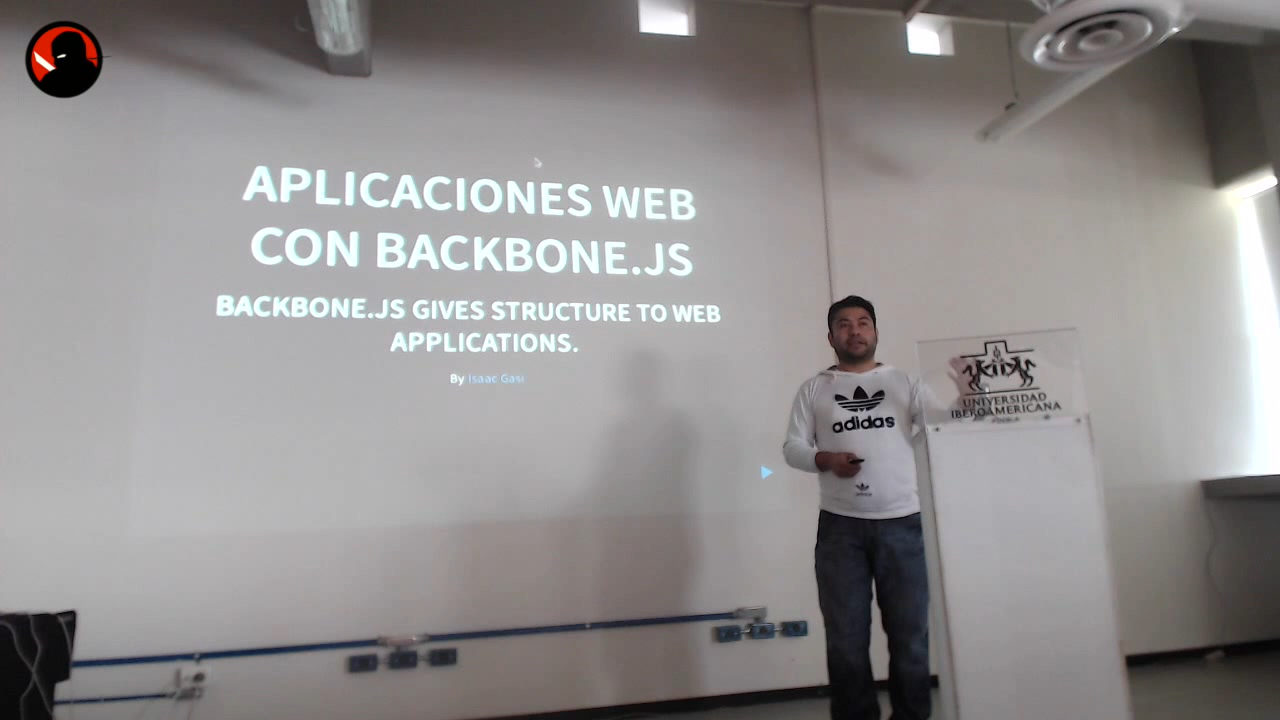 APLICACIONES WEB
CON BACKBONE.JS
BACKBONE.JS GIVES STRUCTURE TO WEB
APPLICATIONS.
By Isaac Gasi
adidas
UNIVERSIDAD
IBEROAMERICANA